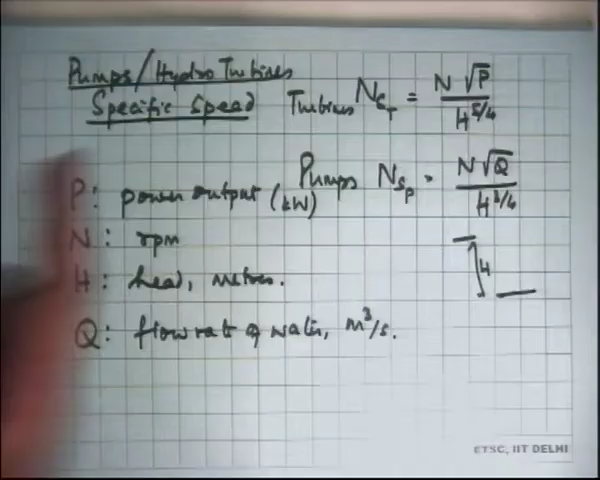 Pumps/Hydro Turbines
Specific Speed Turbines N_{S_T} = N √P / H^{5/4}
Pumps N_{S_p} = N √Q / H^{3/4}
P: power output (kW)
N: rpm
H: head, metres.
H
Q: flow rate of water, m³/s.
ETSC, IIT DELHI